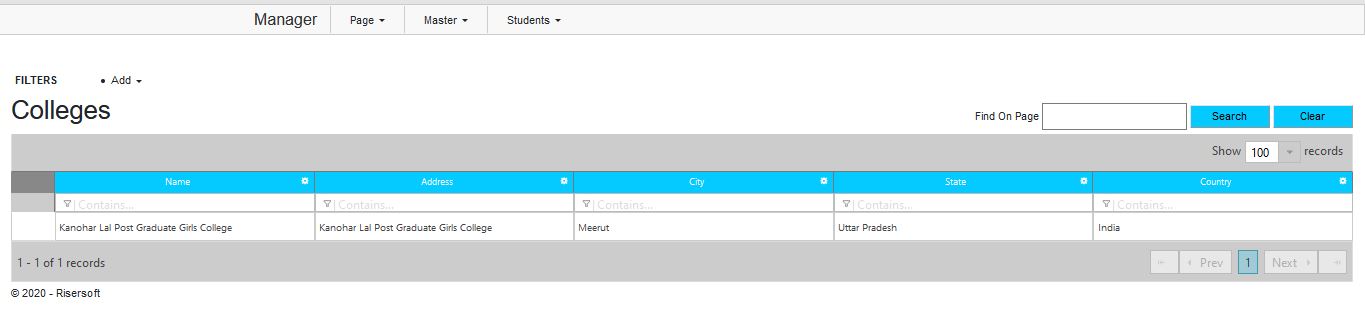 Manager Page Master Students
FILTERS • Add
Colleges
Find On Page Search Clear
Show 100 records
Name Address City State Country
Contains... Contains... Contains... Contains... Contains...
Kanohar Lal Post Graduate Girls College Kanohar Lal Post Graduate Girls College Meerut Uttar Pradesh India
1 - 1 of 1 records Prev 1 Next
© 2020 - Risersoft